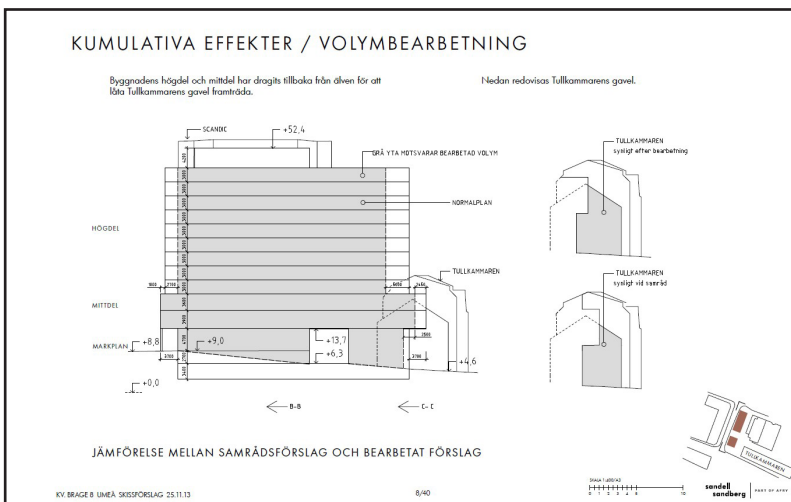 KUMULATIVA EFFEKTER / VOLYMBEARBETNING
Byggnadens högdel och mittdel har dragits tillbaka från älven för att
låta Tullkammarens gavel framträda.
Nedan redovisas Tullkammarens gavel.
SCANDIC
+52,4
GRÅ YTA MOTSVARAR BEARBETAD VOLYM
NORMALPLAN
HÖGDEL
TULLKAMMAREN
MITTDEL
MARKPLAN
+8,8
+9,0
+13,7
+6,3
+4,6
+0,0
B-B
C-C
TULLKAMMAREN
synligt efter bearbetning
TULLKAMMAREN
synligt vid samråd
JÄMFÖRELSE MELLAN SAMRÅDSFÖRSLAG OCH BEARBETAT FÖRSLAG
TULLKAMMAREN
KV. BRAGE 8 UMEÅ SKISSFÖRSLAG 25.11.13
8/40
sandell
sandberg
PART OF AFRY